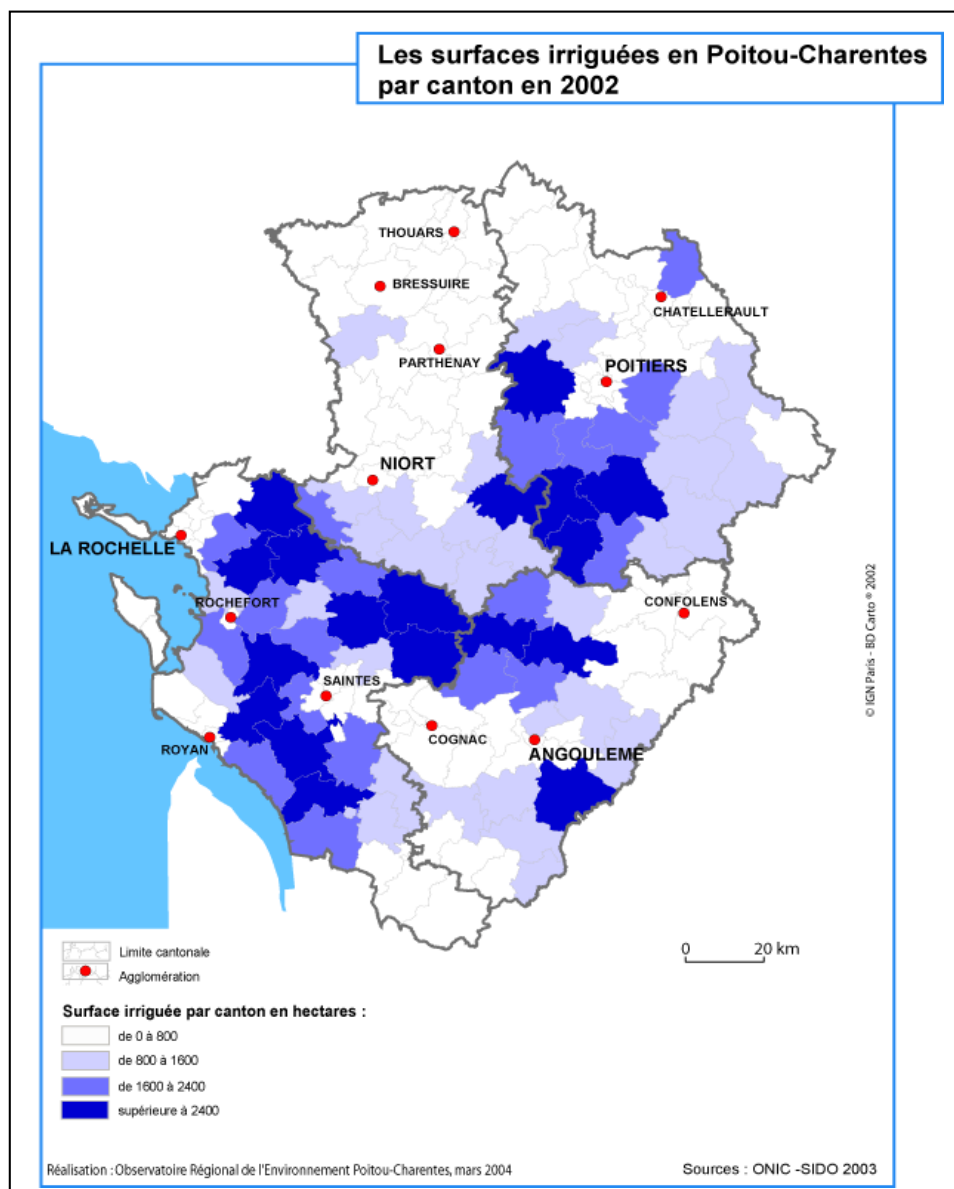 Les surfaces irriguées en Poitou-Charentes
par canton en 2002
THOUARS
BRESSUIRE
CHATELLERAULT
PARTHENAY
POITIERS
NIORT
LA ROCHELLE
ROCHEFORT
CONFOLENS
SAINTES
COGNAC
ROYAN
ANGOULEME
© IGN Paris - BD Carto ® 2002
0 20 km
Limite cantonale
Agglomération
Surface irriguée par canton en hectares :
de 0 à 800
de 800 à 1600
de 1600 à 2400
supérieure à 2400
Réalisation : Observatoire Régional de l'Environnement Poitou-Charentes, mars 2004
Sources : ONIC -SIDO 2003